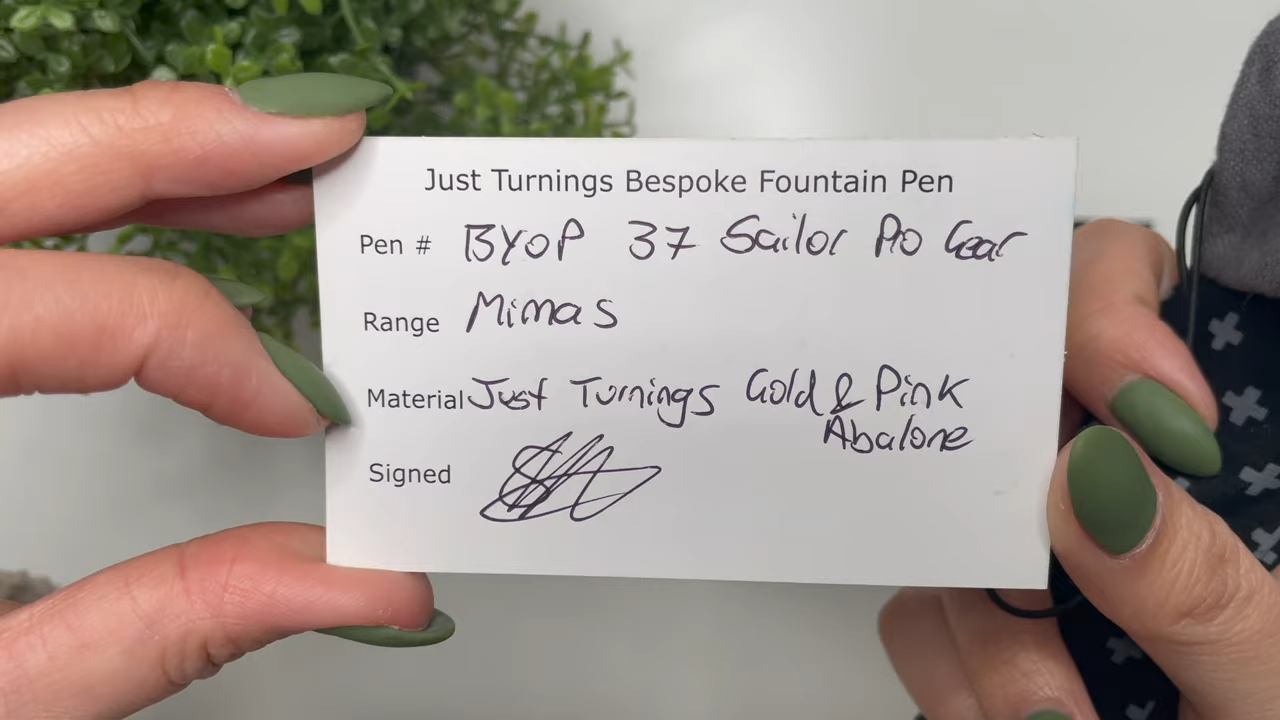 Just Turnings Bespoke Fountain Pen
Pen # BYOP 37 Sailor Pro Gear
Range Mimas
Material Just Turnings Gold & Pink
Abalone
Signed